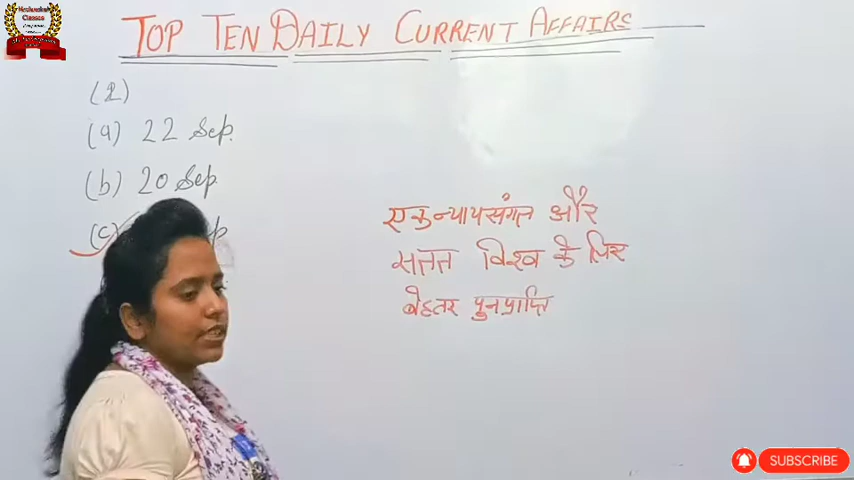 TOP TEN DAILY CURRENT AFFAIRS
(2)
(a) 22 Sep.
(b) 20 Sep.
(c)
एक न्यायसंगत और
सतत विश्व के लिए
बेहतर पुनप्राप्ति
SUBSCRIBE